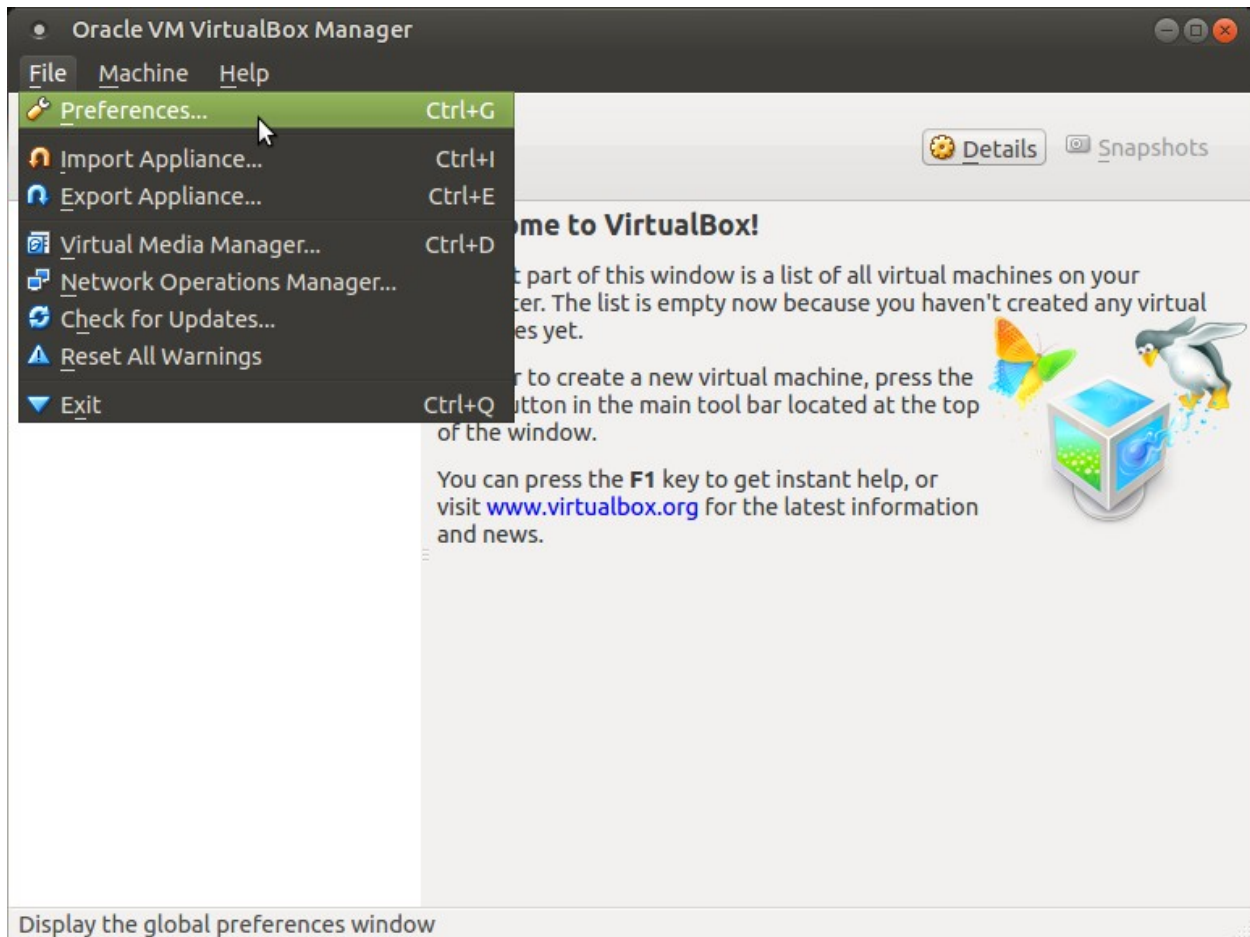 Oracle VM VirtualBox Manager
File Machine Help
Preferences... Ctrl+G
Import Appliance... Ctrl+I
Export Appliance... Ctrl+E
Virtual Media Manager... Ctrl+D
Network Operations Manager...
Check for Updates...
Reset All Warnings
Exit Ctrl+Q
Details Snapshots
to VirtualBox!
part of this window is a list of all virtual machines on your
The list is empty now because you haven't created any virtual
yet.
to create a new virtual machine, press the
in the main tool bar located at the top
of the window.
You can press the F1 key to get instant help, or
visit www.virtualbox.org for the latest information
and news.
Display the global preferences window